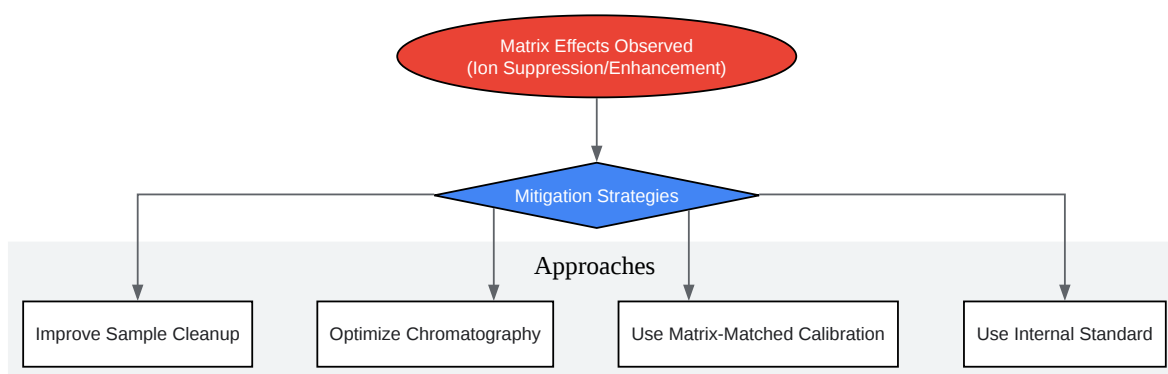 Matrix Effects Observed
(Ion Suppression/Enhancement)
Mitigation Strategies
Approaches
Improve Sample Cleanup
Optimize Chromatography
Use Matrix-Matched Calibration
Use Internal Standard